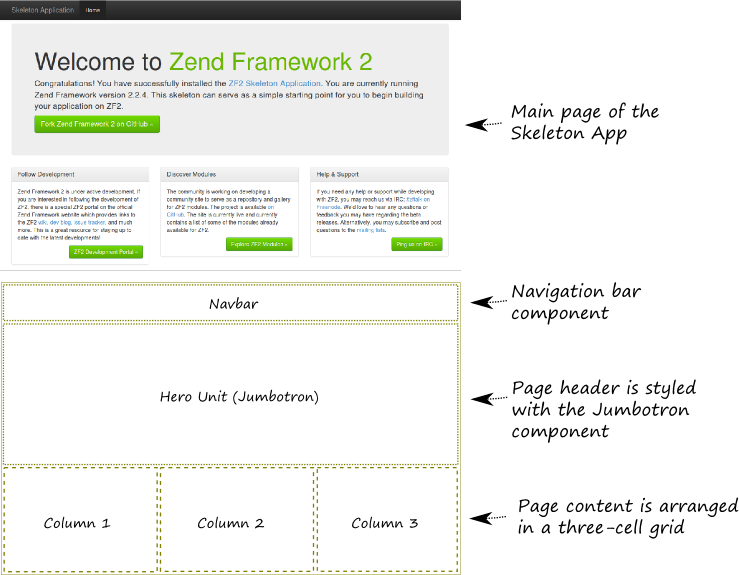 Skeleton Application Home
Welcome to Zend Framework 2
Congratulations! You have successfully installed the ZF2 Skeleton Application. You are currently running
Zend Framework version 2.2.4. This skeleton can serve as a simple starting point for you to begin building
your application on ZF2.
Fork Zend Framework 2 on GitHub »
Main page of the
Skeleton App
Follow Development
Zend Framework 2 is under active development. If
you are interested in following the development of
ZF2, there is a special ZF2 portal on the official
Zend Framework website which provides links to
the ZF2 wiki, dev blog, issue tracker, and much
more. This is a great resource for staying up to
date with the latest developments!
ZF2 Development Portal »
Discover Modules
The community is working on developing a
community site to serve as a repository and gallery
for ZF2 modules. The project is available on
GitHub. The site is currently live and currently
contains a list of some of the modules already
available for ZF2.
Explore ZF2 Modules »
Help & Support
If you need any help or support while developing
with ZF2, you may reach us via IRC: #zftalk on
Freenode. We'd love to hear any questions or
feedback you may have regarding the beta
releases. Alternatively, you may subscribe and post
questions to the mailing lists.
Ping us on IRC »
Navbar
Navigation bar
component
Hero Unit (Jumbotron)
Page header is styled
with the Jumbotron
component
Column 1
Column 2
Column 3
Page content is arranged
in a three-cell grid